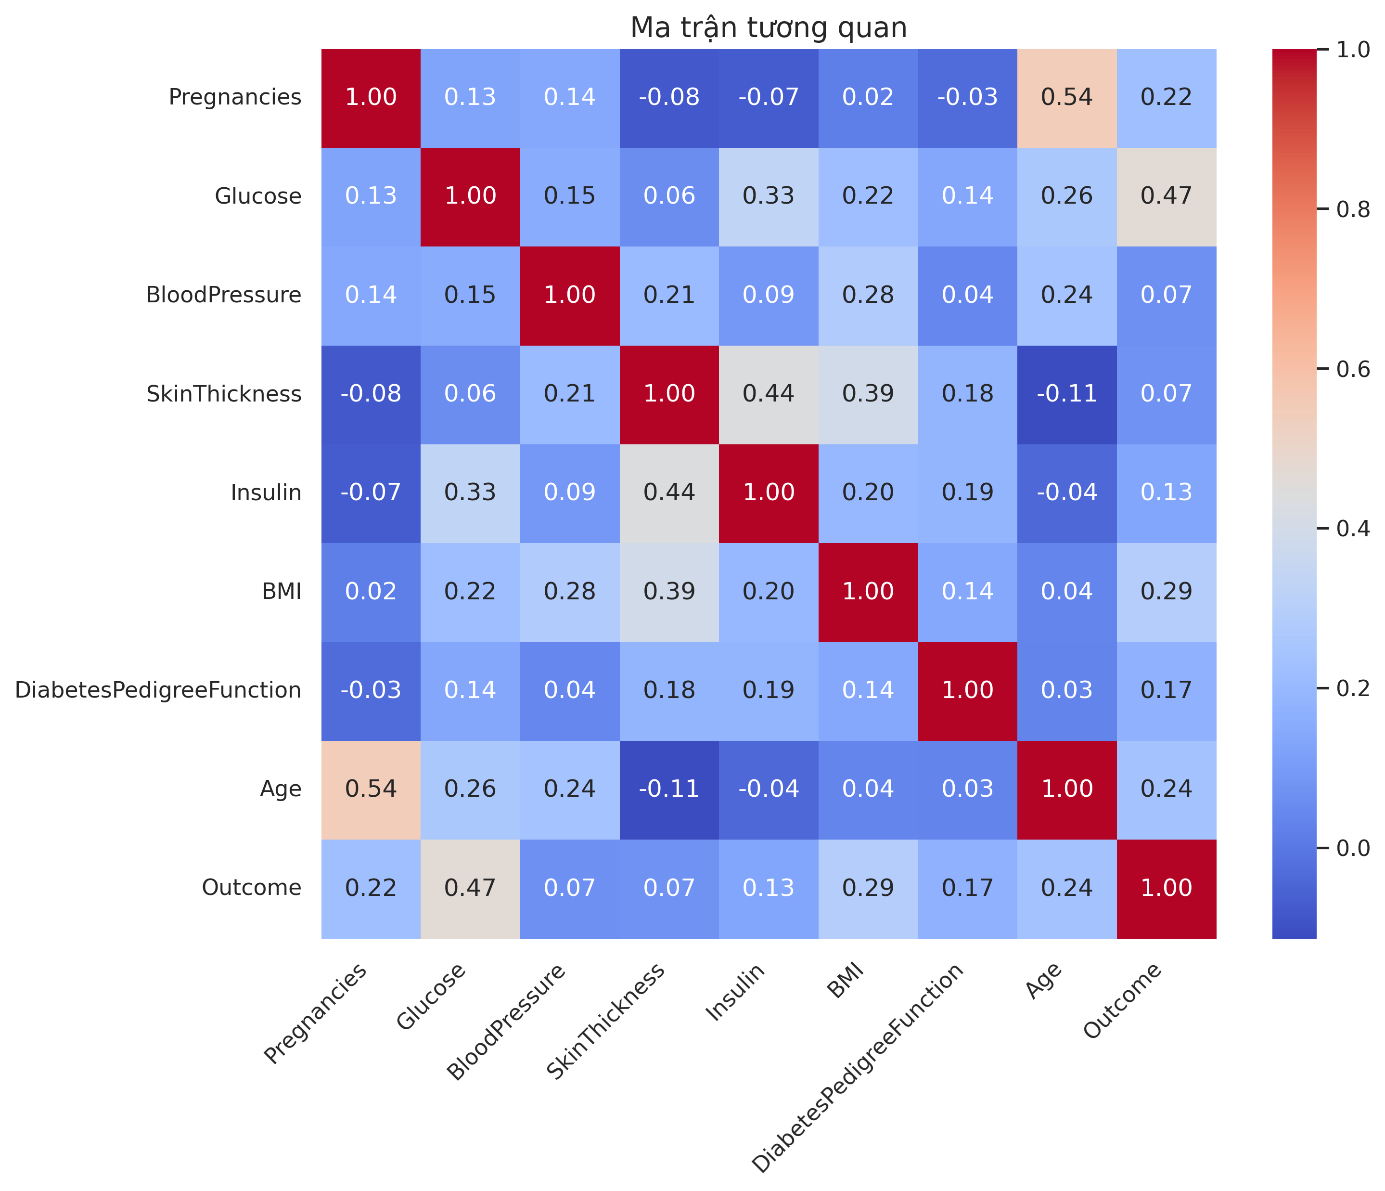 Ma trận tương quan
Pregnancies 1.00 0.13 0.14 -0.08 -0.07 0.02 -0.03 0.54 0.22
Glucose 0.13 1.00 0.15 0.06 0.33 0.22 0.14 0.26 0.47
BloodPressure 0.14 0.15 1.00 0.21 0.09 0.28 0.04 0.24 0.07
SkinThickness -0.08 0.06 0.21 1.00 0.44 0.39 0.18 -0.11 0.07
Insulin -0.07 0.33 0.09 0.44 1.00 0.20 0.19 -0.04 0.13
BMI 0.02 0.22 0.28 0.39 0.20 1.00 0.14 0.04 0.29
DiabetesPedigreeFunction -0.03 0.14 0.04 0.18 0.19 0.14 1.00 0.03 0.17
Age 0.54 0.26 0.24 -0.11 -0.04 0.04 0.03 1.00 0.24
Outcome 0.22 0.47 0.07 0.07 0.13 0.29 0.17 0.24 1.00
Pregnancies
Glucose
BloodPressure
SkinThickness
Insulin
BMI
DiabetesPedigreeFunction
Age
Outcome
1.0
0.8
0.6
0.4
0.2
0.0